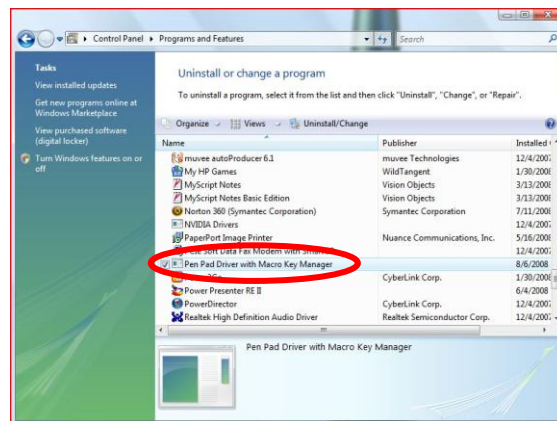 Control Panel
Programs and Features
Search
Tasks
View installed updates
Get new programs online at
Windows Marketplace
View purchased software
(digital locker)
Turn Windows features on or
off
Uninstall or change a program
To uninstall a program, select it from the list and then click "Uninstall", "Change", or "Repair".
Organize Views Uninstall/Change
Name Publisher Installed
muvee autoProducer 6.1 muvee Technologies 12/4/2007
My HP Games WildTangent 1/30/2008
MyScript Notes Vision Objects 3/13/2008
MyScript Notes Basic Edition Vision Objects 3/13/2008
Norton 360 (Symantec Corporation) Symantec Corporation 7/11/2008
NVIDIA Drivers 12/4/2007
PaperPort Image Printer Nuance Communications, Inc. 5/16/2008
Soft Data Fax Modem with 12/4/2007
Pen Pad Driver with Macro Key Manager 8/6/2008
CyberLink Corp. 1/30/2008
Power Presenter RE II 6/4/2008
PowerDirector CyberLink Corp. 12/4/2007
Realtek High Definition Audio Driver Realtek Semiconductor Corp. 12/4/2007
Pen Pad Driver with Macro Key Manager